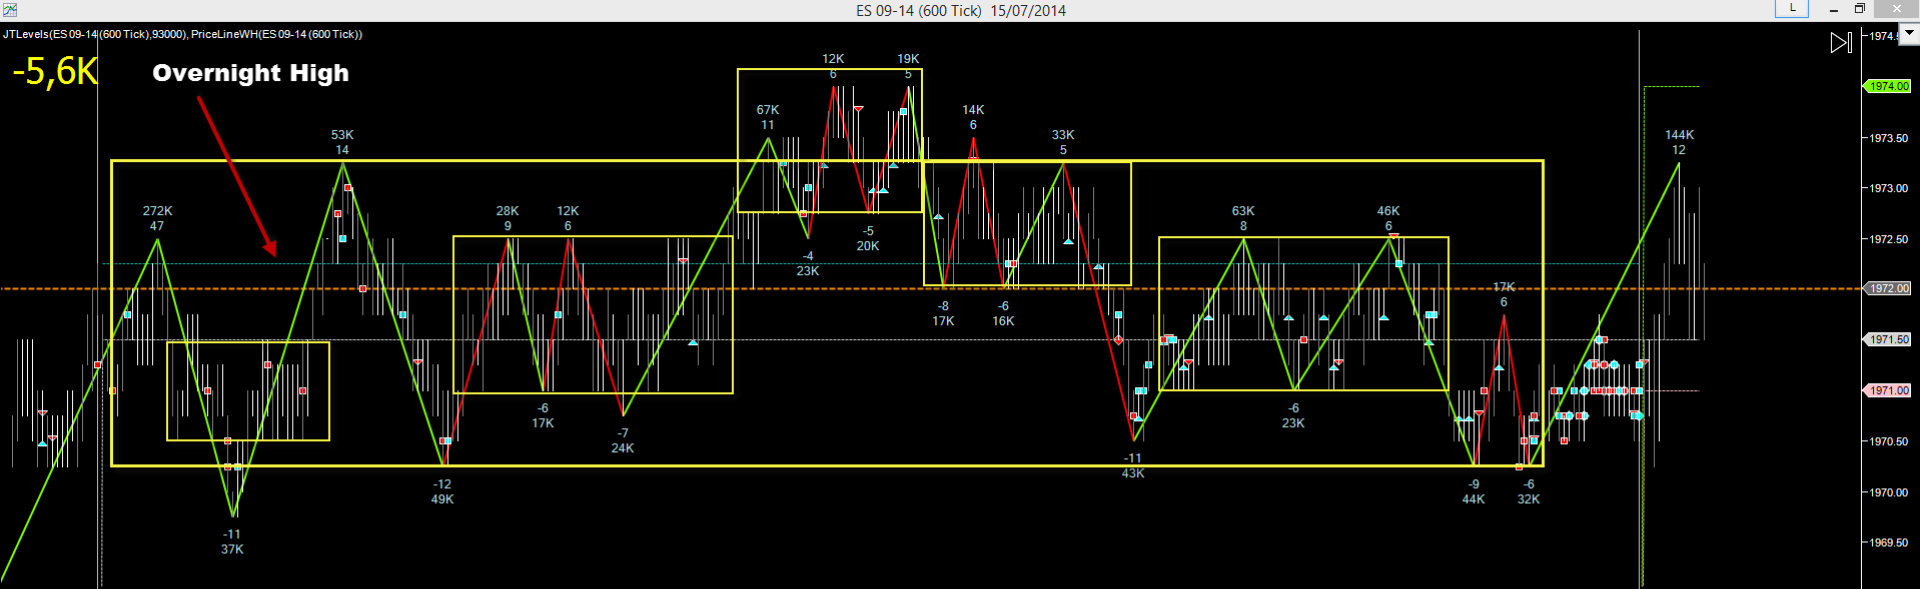 ES 09-14 (600 Tick)  15/07/2014
L
JTLevels(ES 09-14 (600 Tick),93000), PriceLineWH(ES 09-14 (600 Tick))
-5,6K
Overnight High
272K
47
-11
37K
53K
14
-12
49K
28K
9
-6
17K
12K
6
-7
24K
67K
11
-4
23K
12K
6
-5
20K
19K
5
-8
17K
14K
6
-6
16K
33K
5
-11
43K
63K
8
-6
23K
46K
6
-9
44K
17K
6
-6
32K
144K
12
1974.00
1973.50
1973.00
1972.50
1972.00
1971.50
1971.00
1970.50
1970.00
1969.50